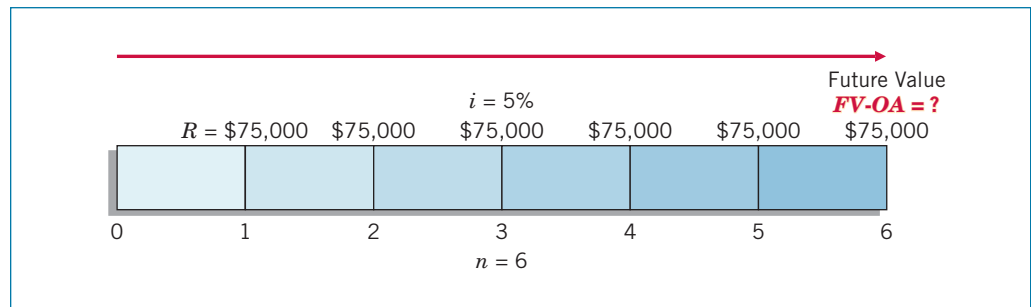 Future Value
i = 5%
FV-OA = ?
R = $75,000 $75,000 $75,000 $75,000 $75,000 $75,000
0 1 2 3 4 5 6
n = 6